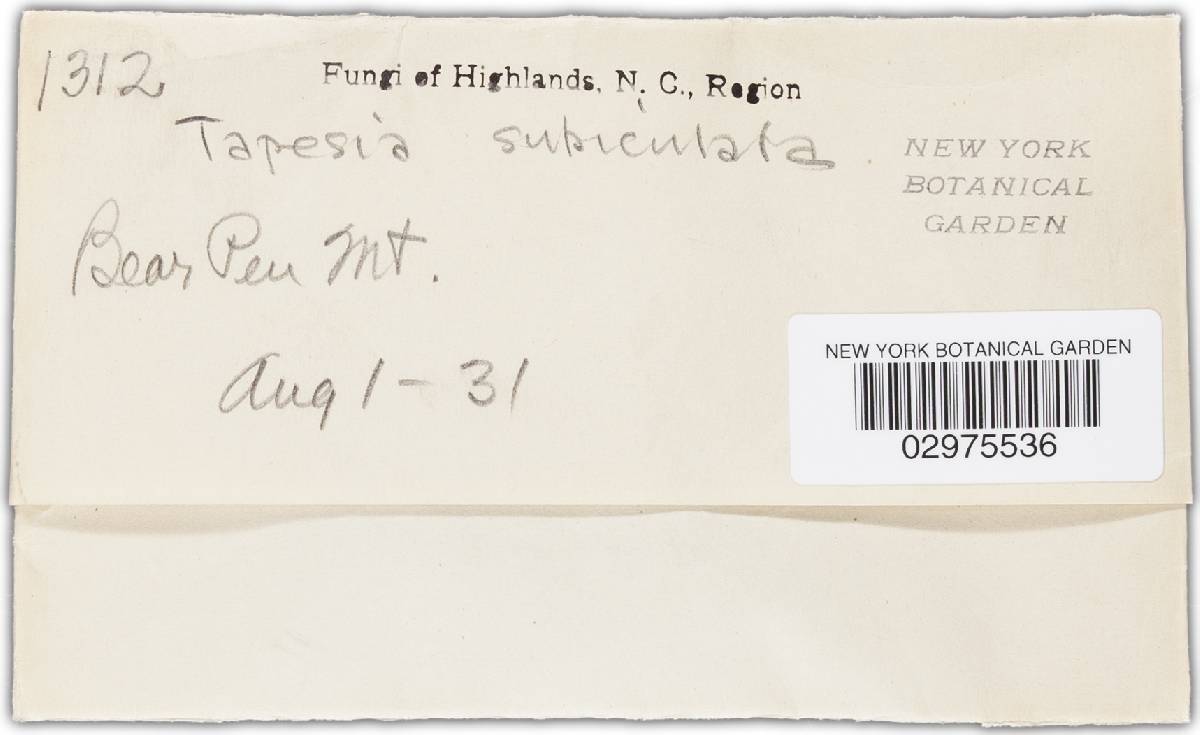 1312
Fungi of Highlands, N. C., Region
Tapesia subiculata
NEW YORK
BOTANICAL
GARDEN
Bear Pen Mt.
Aug 1 - 31
NEW YORK BOTANICAL GARDEN
02975536